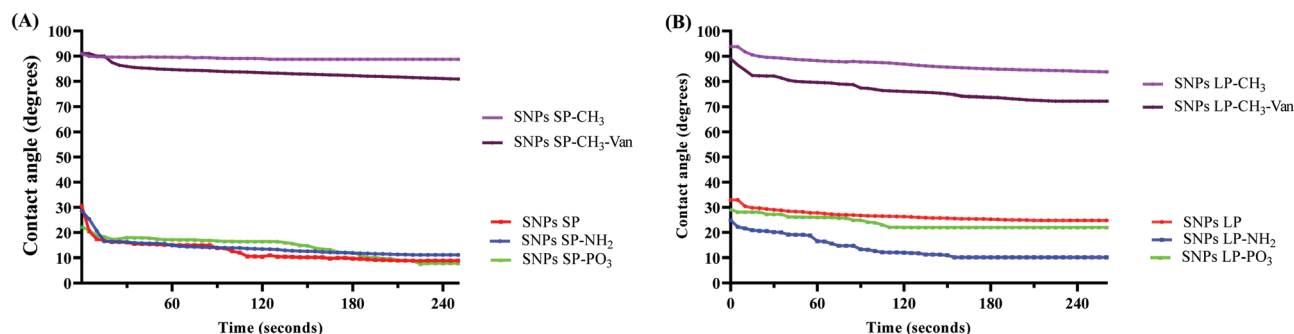 (A)
Contact angle (degrees)
100
90
80
70
60
50
40
30
20
10
0
60
120
180
240
Time (seconds)
SNPs SP-CH₃
SNPs SP-CH₃-Van
SNPs SP
SNPs SP-NH₂
SNPs SP-PO₃
(B)
Contact angle (degrees)
100
90
80
70
60
50
40
30
20
10
0
0
60
120
180
240
Time (seconds)
SNPs LP-CH₃
SNPs LP-CH₃-Van
SNPs LP
SNPs LP-NH₂
SNPs LP-PO₃